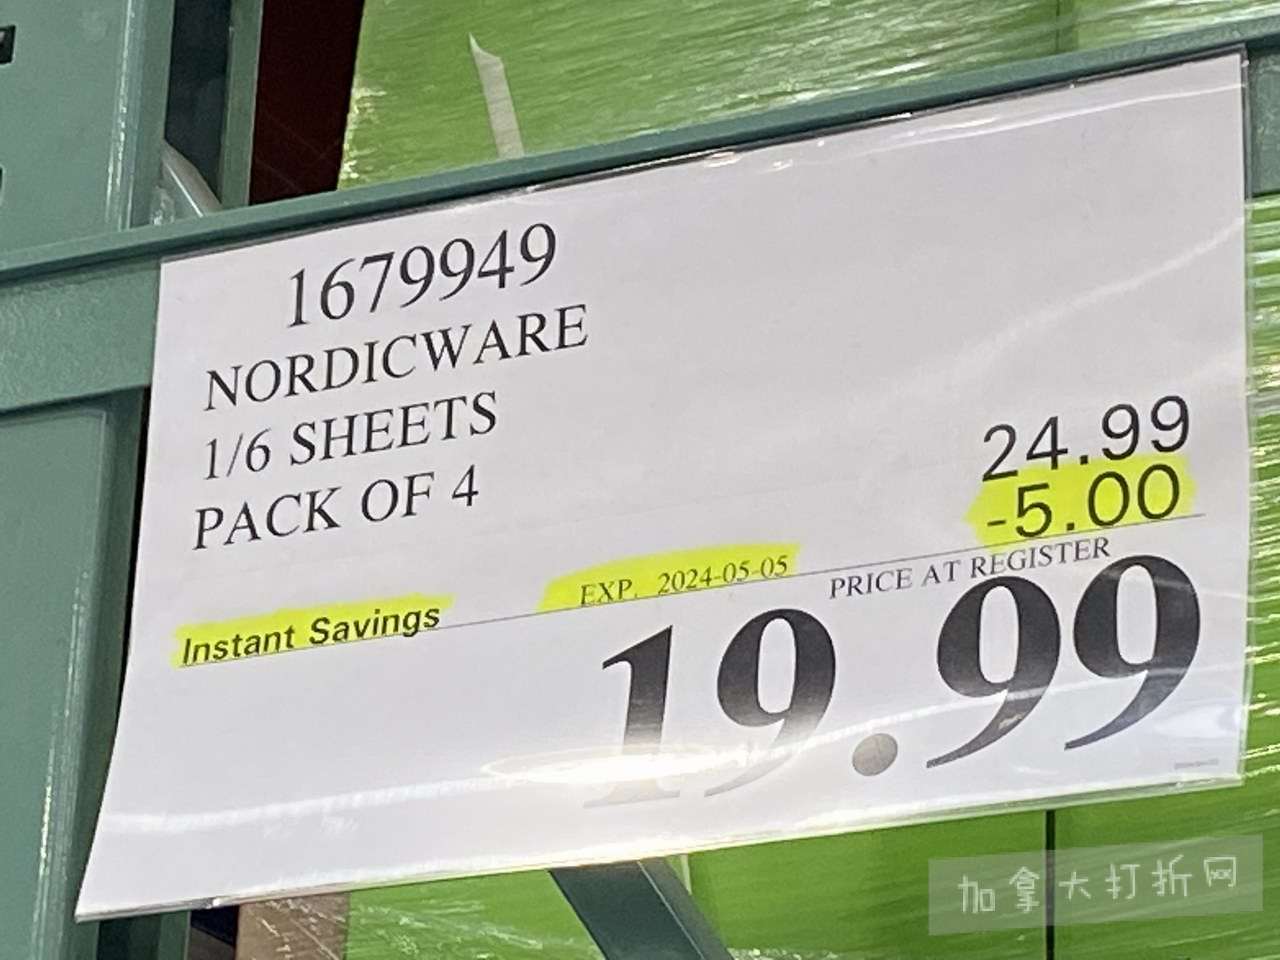 1679949
NORDICWARE
1/6 SHEETS
PACK OF 4
24.99
-5.00
EXP. 2024-05-05
PRICE AT REGISTER
Instant Savings
19.99
加拿大打折网